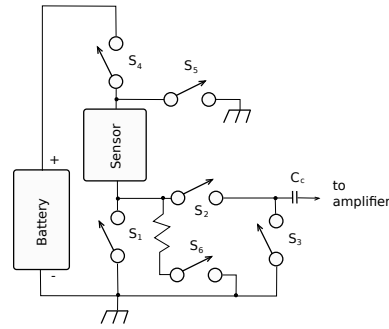 S4
S5
+
Sensor
Battery
S1
S2
Cc
to
amplifier
S6
S3
-